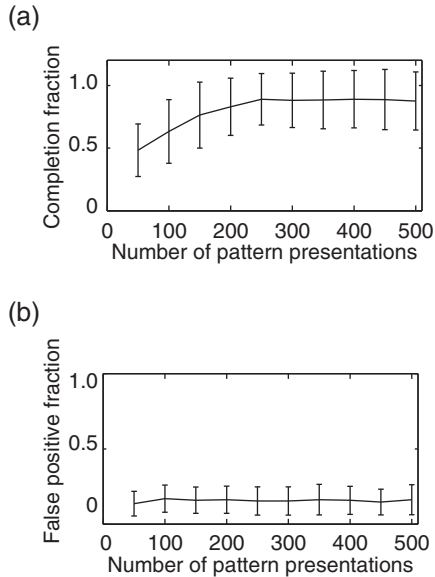 (a)
Completion fraction
1.0
0.5
0
0 100 200 300 400 500
Number of pattern presentations
(b)
False positive fraction
1.0
0.5
0
0 100 200 300 400 500
Number of pattern presentations